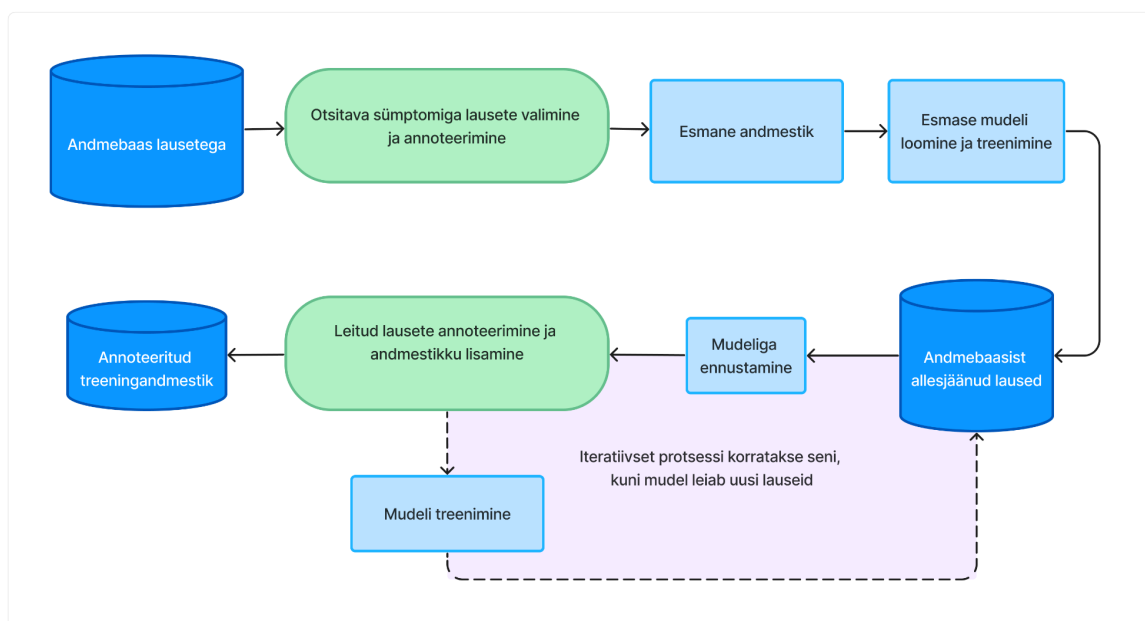 Andmebaas lausetega
Otsitava sümptomiga lausete valimine
ja annoteerimine
Esmane andmestik
Esmase mudeli
loomine ja treenimine
Annoteeritud
treeningandmestik
Leitud lausete annoteerimine ja
andmestikku lisamine
Mudeliga
ennustamine
Andmebaasist
allesjäänud laused
Iteratiivset protsessi korratakse seni,
kuni mudel leiab uusi lauseid
Mudeli treenimine